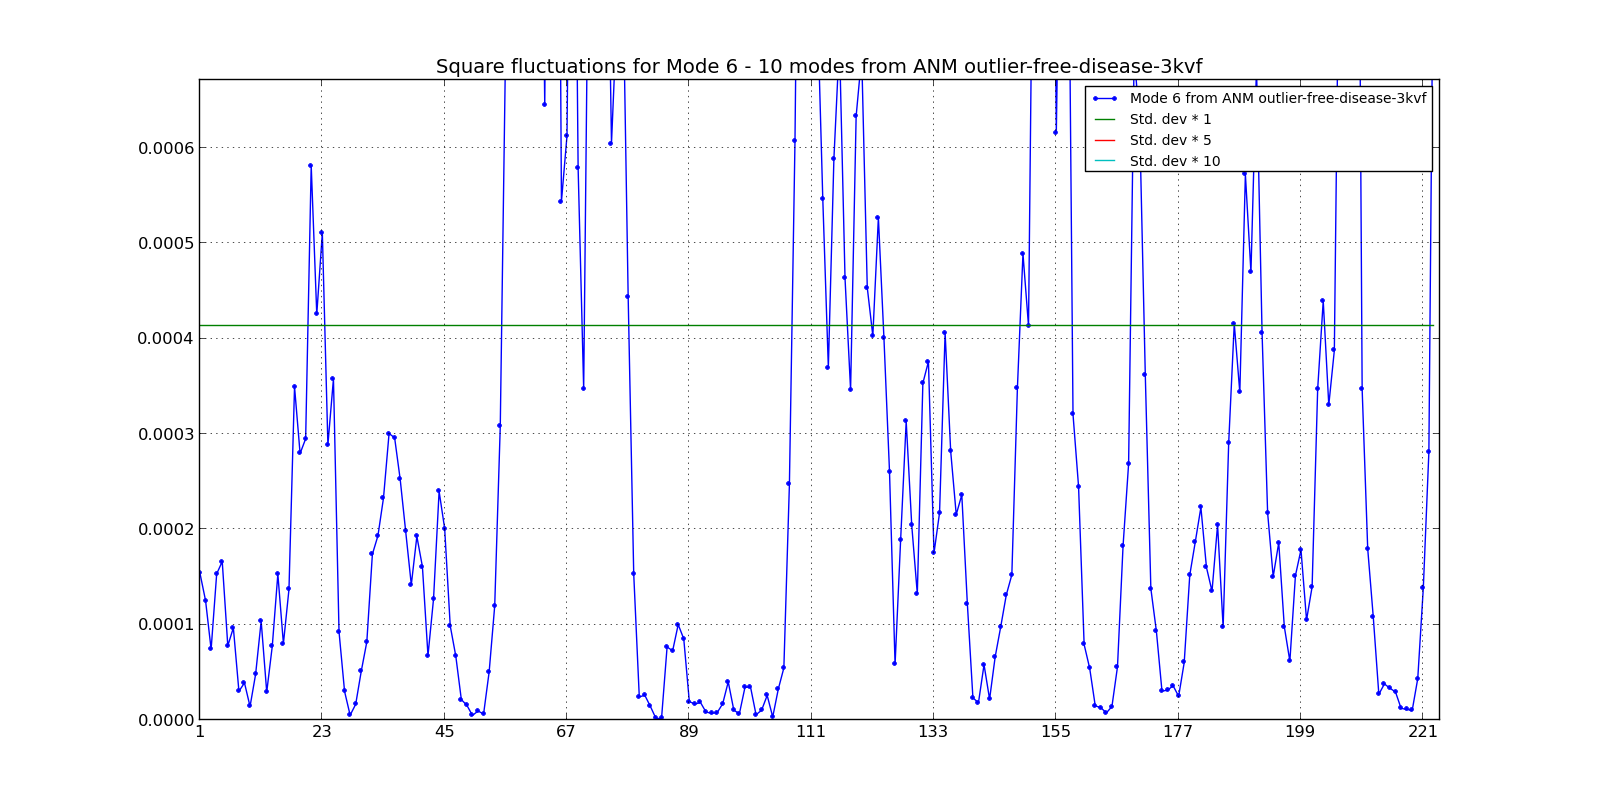 Square fluctuations for Mode 6 - 10 modes from ANM outlier-free-disease-3kvf
Mode 6 from ANM outlier-free-disease-3kvf
Std. dev * 1
Std. dev * 5
Std. dev * 10
0.0006
0.0005
0.0004
0.0003
0.0002
0.0001
0.0000
1 23 45 67 89 111 133 155 177 199 221